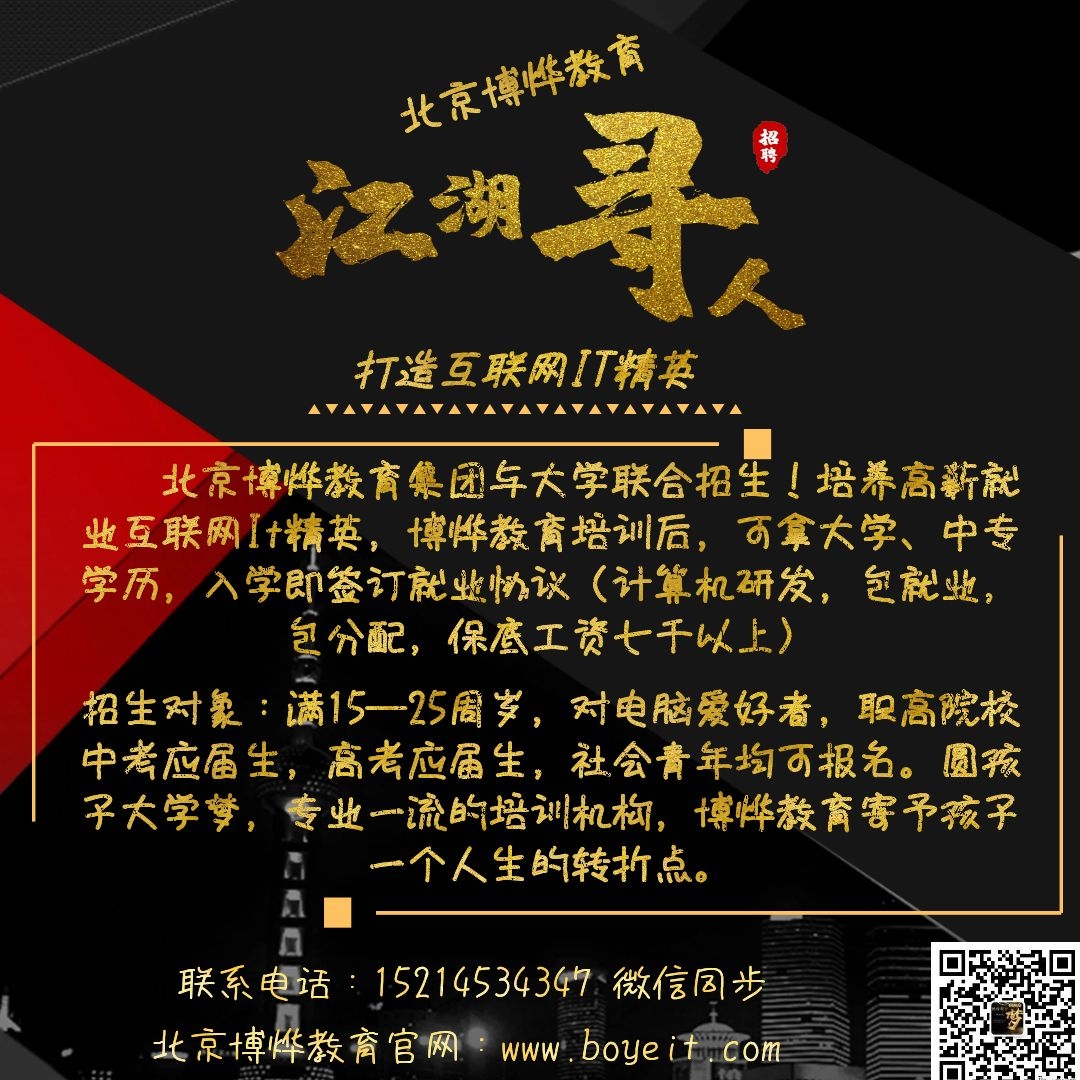 北京博烨教育
江湖寻人
招聘
打造互联网IT精英
北京博烨教育集团与大学联合招生！培养高薪就
业互联网It精英，博烨教育培训后，可拿大学、中专
学历，入学即签订就业协议（计算机研发，包就业，
包分配，保底工资七千以上）
招生对象：满15—25周岁，对电脑爱好者，职高院校
中考应届生，高考应届生，社会青年均可报名。圆孩
子大学梦，专业一流的培训机构，博烨教育寄予孩子
一个人生的转折点。
联系电话：15214534347 微信同步
北京博烨教育官网：www.boyeit.com
梦